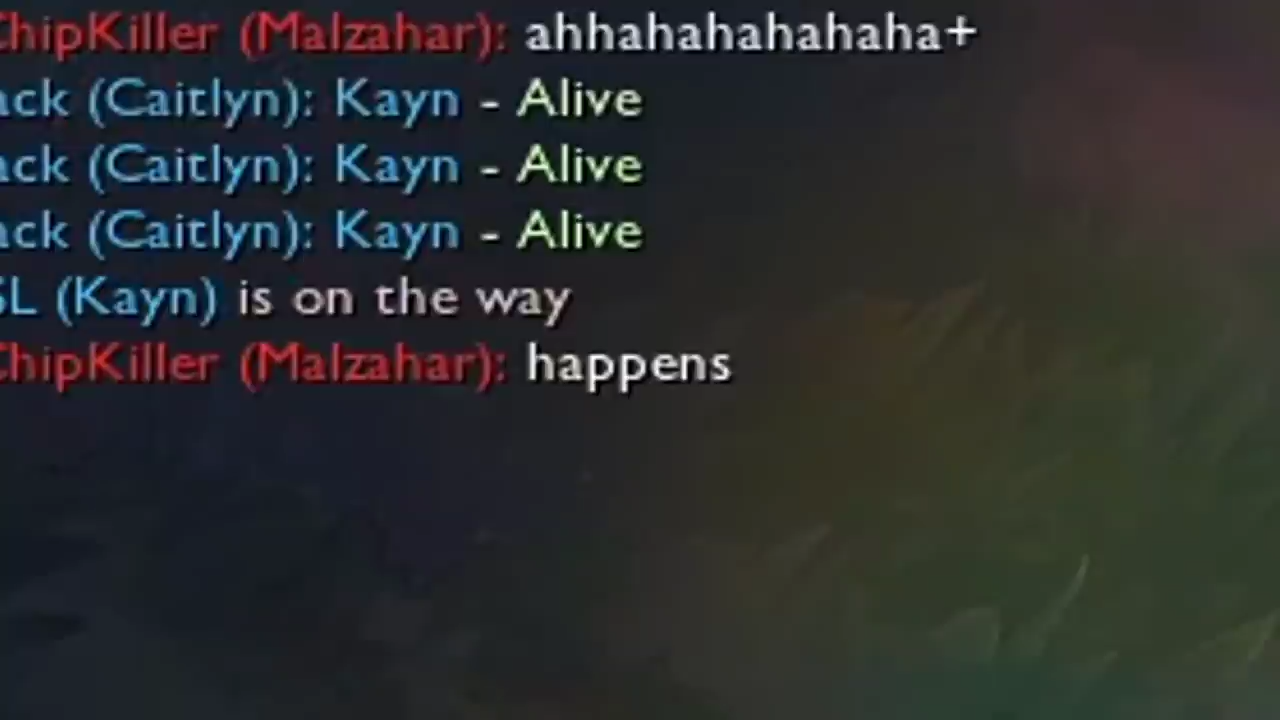 ChipKiller (Malzahar): ahhahahahahaha+
ack (Caitlyn): Kayn - Alive
ack (Caitlyn): Kayn - Alive
ack (Caitlyn): Kayn - Alive
SL (Kayn) is on the way
ChipKiller (Malzahar): happens